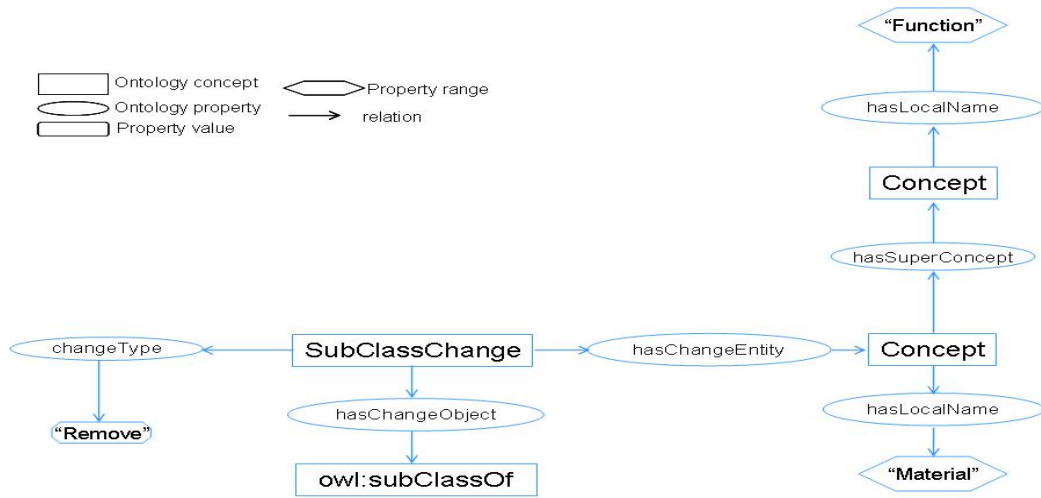 “Function”
Ontology concept
Property range
Ontology property
hasLocalName
relation
Property value
Concept
hasSuperConcept
changeType
SubClassChange
hasChangeEntity
Concept
hasChangeObject
hasLocalName
“Remove”
owl:subClassOf
“Material”